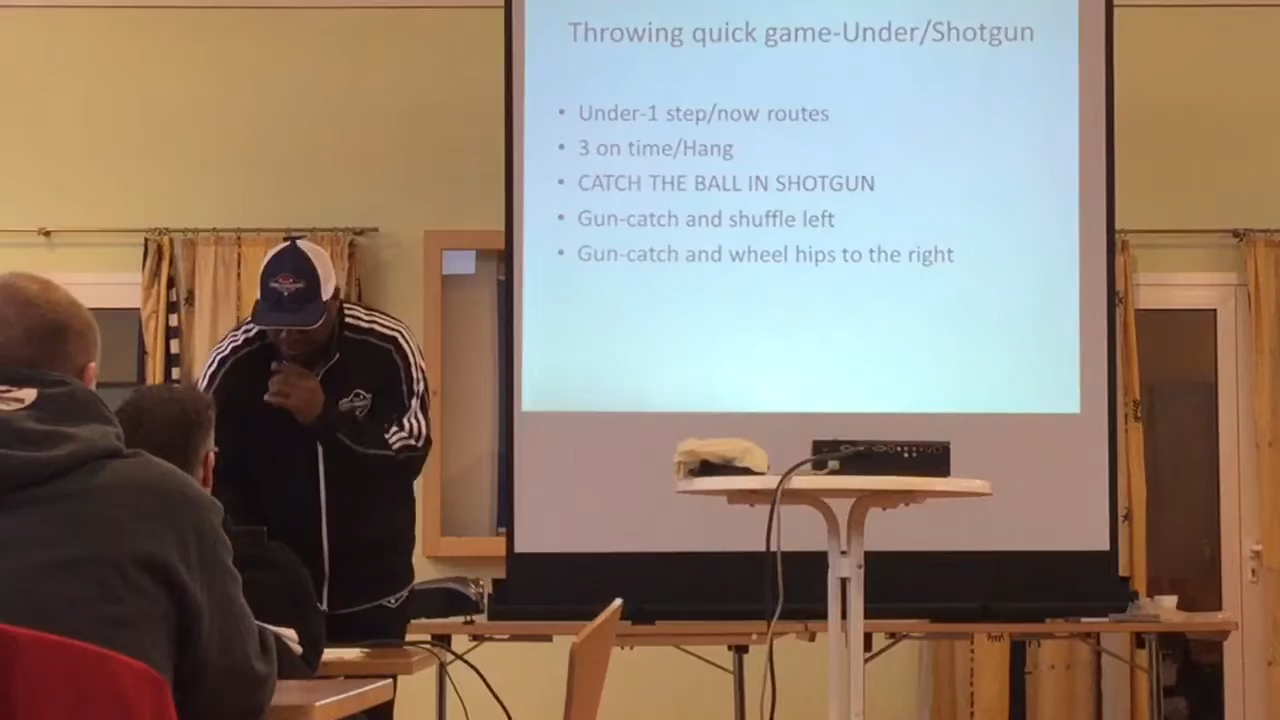 Throwing quick game-Under/Shotgun
• Under-1 step/now routes
• 3 on time/Hang
• CATCH THE BALL IN SHOTGUN
• Gun-catch and shuffle left
• Gun-catch and wheel hips to the right